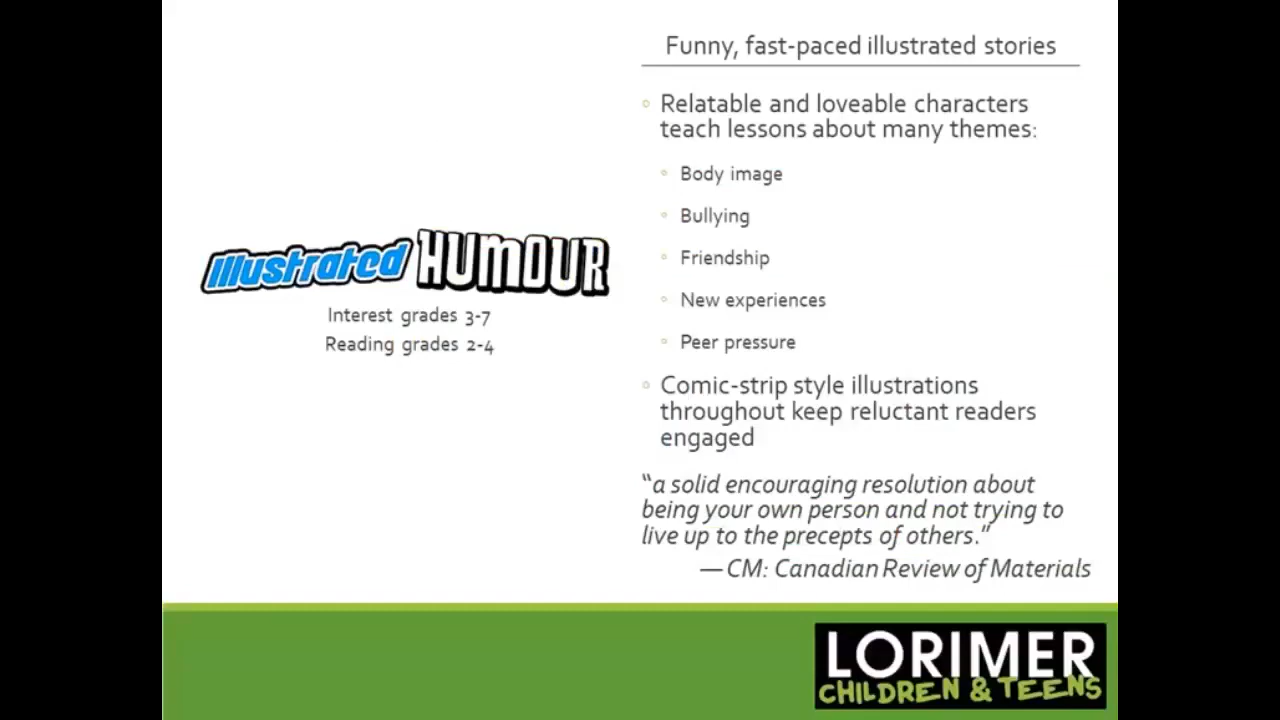 Illustrated HUMOUR
Interest grades 3-7
Reading grades 2-4
Funny, fast-paced illustrated stories
Relatable and loveable characters
teach lessons about many themes:
Body image
Bullying
Friendship
New experiences
Peer pressure
Comic-strip style illustrations
throughout keep reluctant readers
engaged
“a solid encouraging resolution about
being your own person and not trying to
live up to the precepts of others.”
— CM: Canadian Review of Materials
LORIMER
CHILDREN & TEENS